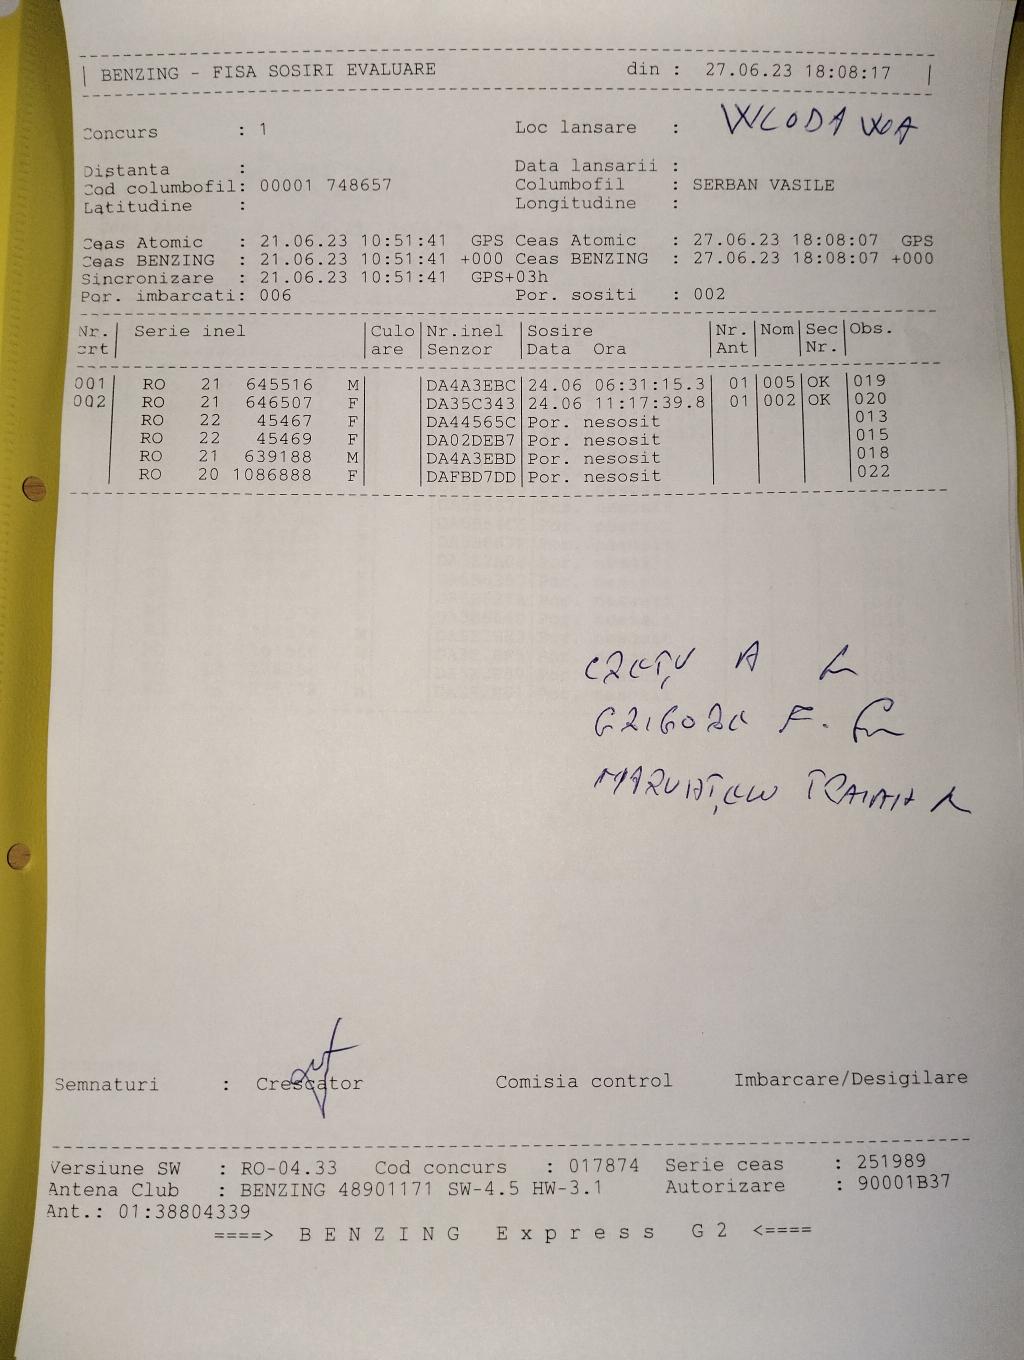 BENZING - FISA SOSIRI EVALUARE din : 27.06.23 18:08:17
Concurs : 1 Loc lansare : WLODAWA
Distanta : Data lansarii :
Cod columbofil: 00001 748657 Columbofil : SERBAN VASILE
Latitudine : Longitudine :
Ceas Atomic : 21.06.23 10:51:41 GPS Ceas Atomic : 27.06.23 18:08:07 GPS
Ceas BENZING : 21.06.23 10:51:41 +000 Ceas BENZING : 27.06.23 18:08:07 +000
Sincronizare : 21.06.23 10:51:41 GPS+03h
Por. imbarcati: 006 Por. sositi : 002
Nr. | Serie inel | Culo | Nr.inel | Sosire | Nr. | Nom | Sec | Obs.
crt | are | Senzor | Data Ora | Ant | Nr.
001 | RO 21 645516 M | DA4A3EBC | 24.06 06:31:15.3 | 01 | 005 | OK | 019
002 | RO 21 646507 F | DA35C343 | 24.06 11:17:39.8 | 01 | 002 | OK | 020
RO 22 45467 F | DA44565C | Por. nesosit | 013
RO 22 45469 F | DA02DEB7 | Por. nesosit | 015
RO 21 639188 M | DA4A3EBD | Por. nesosit | 018
RO 20 1086888 F | DAFBD7DD | Por. nesosit | 022
CREȚU A
GRIGORE F.
TRAIAN
Semnaturi : Crescator Comisia control Imbarcare/Desigilare
Versiune SW : RO-04.33 Cod concurs : 017874 Serie ceas : 251989
Antena Club : BENZING 48901171 SW-4.5 HW-3.1 Autorizare : 90001B37
Ant.: 01:38804339
====> B E N Z I N G E x p r e s s G 2 <====